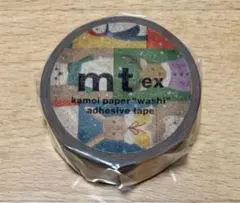 mt ex
kamoi paper "washi"
adhesive tape